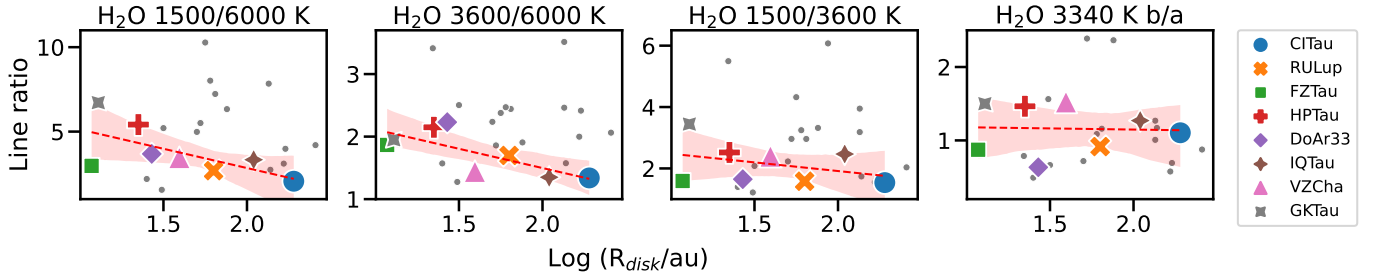 H₂O 1500/6000 K
H₂O 3600/6000 K
H₂O 1500/3600 K
H₂O 3340 K b/a
Line ratio
10
5
1.5
2.0
3
2
1
1.5
2.0
6
4
2
1.5
2.0
2
1
1.5
2.0
Log (R_disk/au)
CITau
RULup
FZTau
HPTau
DoAr33
IQTau
VZCha
GKTau